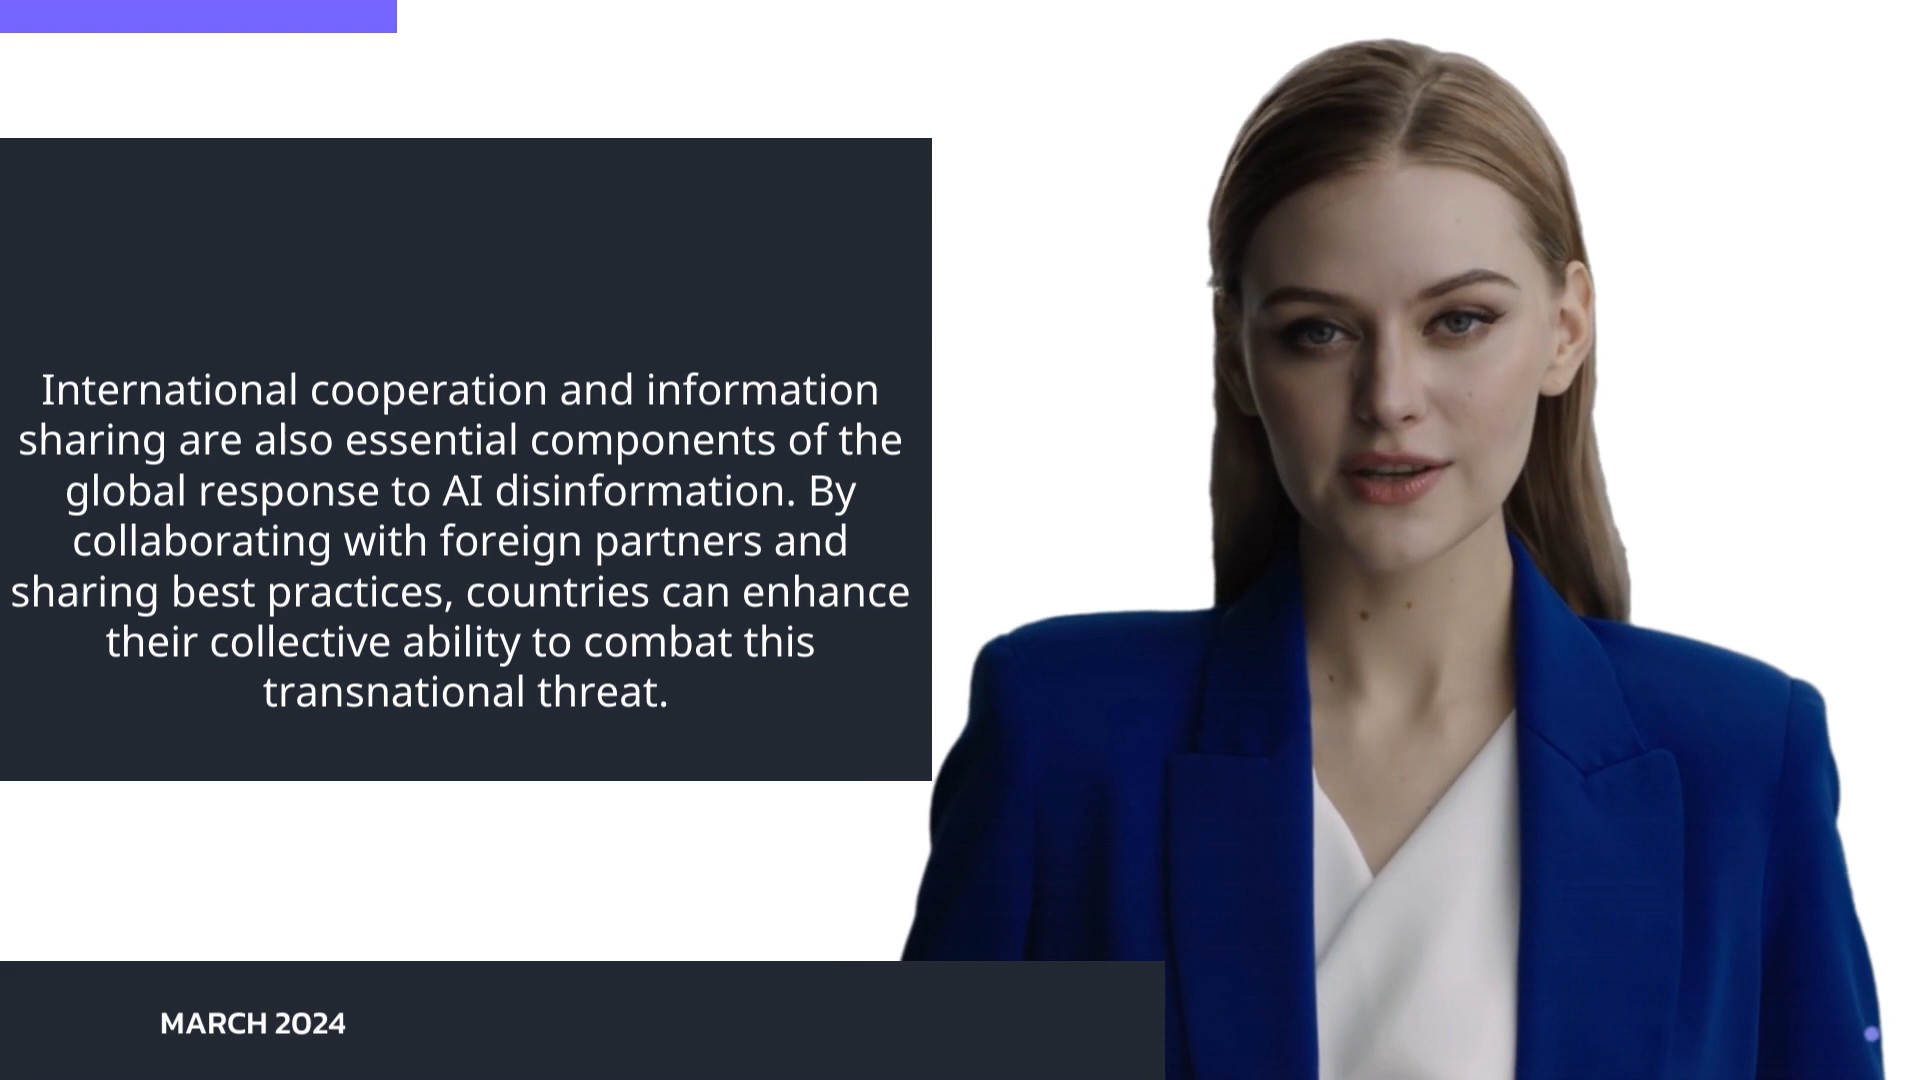 International cooperation and information
sharing are also essential components of the
global response to AI disinformation. By
collaborating with foreign partners and
sharing best practices, countries can enhance
their collective ability to combat this
transnational threat.
MARCH 2024